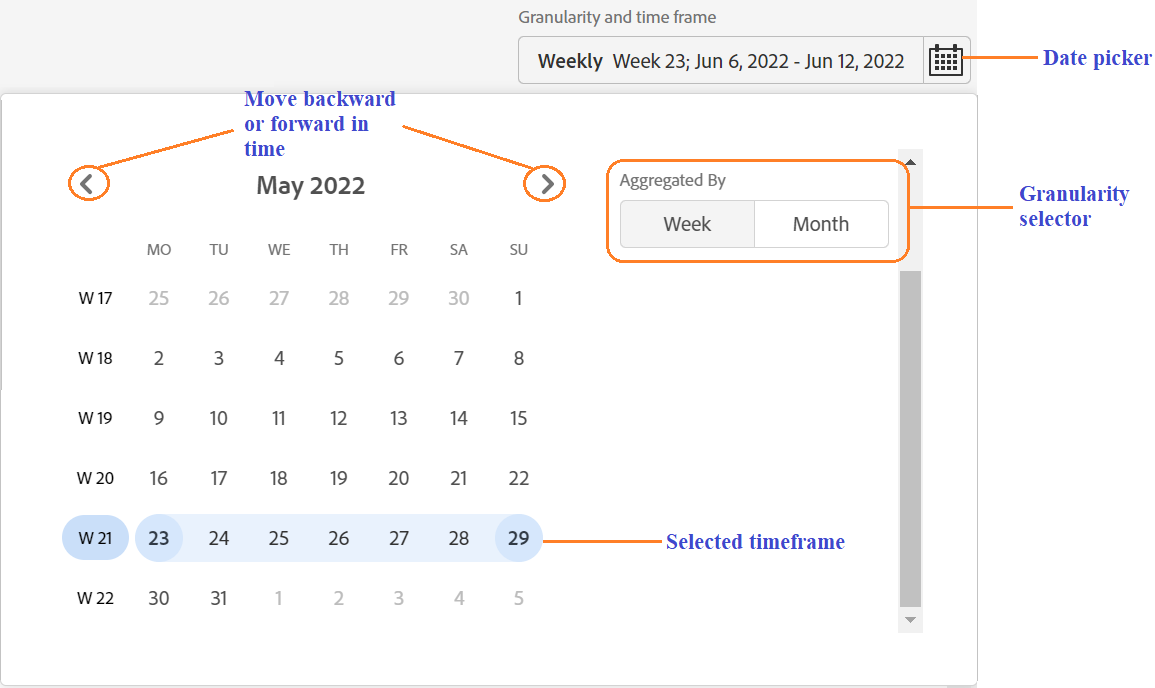 Granularity and time frame
Weekly Week 23; Jun 6, 2022 - Jun 12, 2022
Date picker
Move backward
or forward in
time
May 2022
Aggregated By
Week Month
Granularity
selector
MO TU WE TH FR SA SU
W 17 25 26 27 28 29 30 1
W 18 2 3 4 5 6 7 8
W 19 9 10 11 12 13 14 15
W 20 16 17 18 19 20 21 22
W 21 23 24 25 26 27 28 29
Selected timeframe
W 22 30 31 1 2 3 4 5